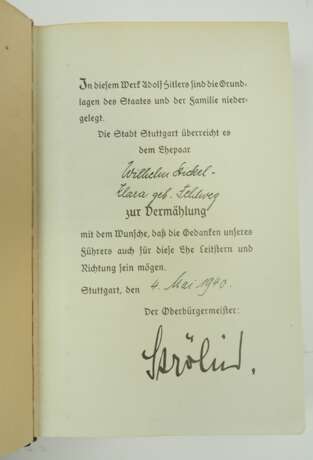 In diesem Werk Adolf Hitlers sind die Grund-
lagen des Staates und der Familie nieder-
gelegt.
Die Stadt Stuttgart überreicht es
dem Ehepaar
Wilhelm
Klara geb.
zur Vermählung
mit dem Wunsche, daß die Gedanken unseres
Führers auch für diese Ehe Leitstern und
Richtung sein mögen.
Stuttgart, den 4. Mai 1940.
Der Oberbürgermeister:
Strölin.